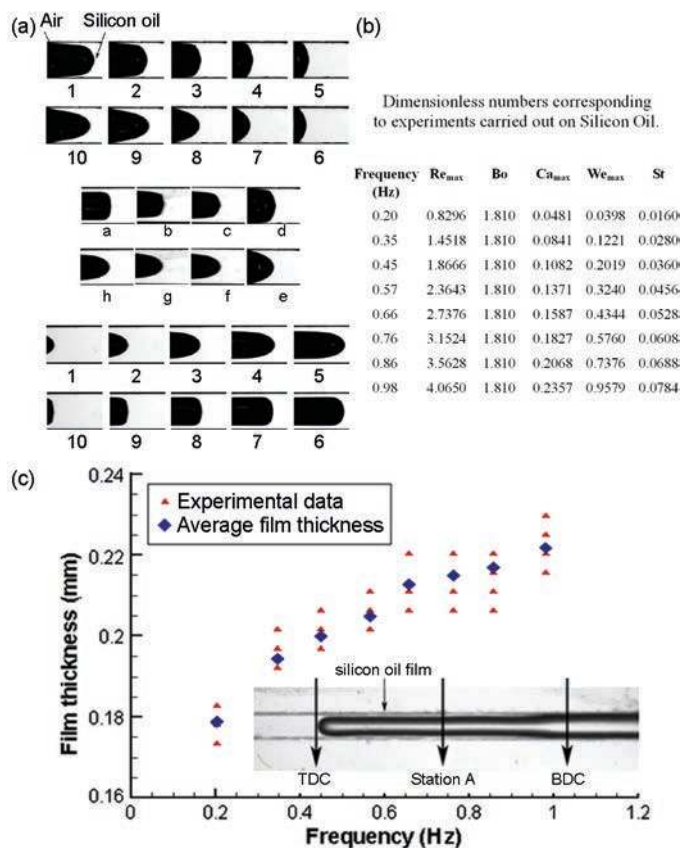 (a)
Air Silicon oil
1 2 3 4 5
10 9 8 7 6
a b c d
h g f e
1 2 3 4 5
10 9 8 7 6
(b)
Dimensionless numbers corresponding
to experiments carried out on Silicon Oil.
Frequency Re_max Bo Ca_max We_max St
(Hz)
0.20 0.8296 1.810 0.0481 0.0398
0.35 1.4518 1.810 0.0841 0.1221
0.45 1.8666 1.810 0.1082 0.2019
0.57 2.3643 1.810 0.1371 0.3240
0.66 2.7376 1.810 0.1587 0.4344
0.76 3.1524 1.810 0.1827 0.5760
0.86 3.5628 1.810 0.2068 0.7376
0.98 4.0650 1.810 0.2357 0.9579 0.0784
(c)
0.24
Experimental data
Average film thickness
0.22
Film thickness (mm)
0.2
silicon oil film
0.18
TDC Station A BDC
0.16
0 0.2 0.4 0.6 0.8 1 1.2
Frequency (Hz)